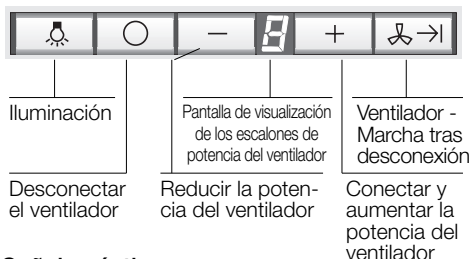 Iluminación
Pantalla de visualización
de los escalones de
potencia del ventilador
Ventilador -
Marcha tras
desconexión
Desconectar
el ventilador
Reducir la poten-
cia del ventilador
Conectar y
aumentar la
potencia del
ventilador